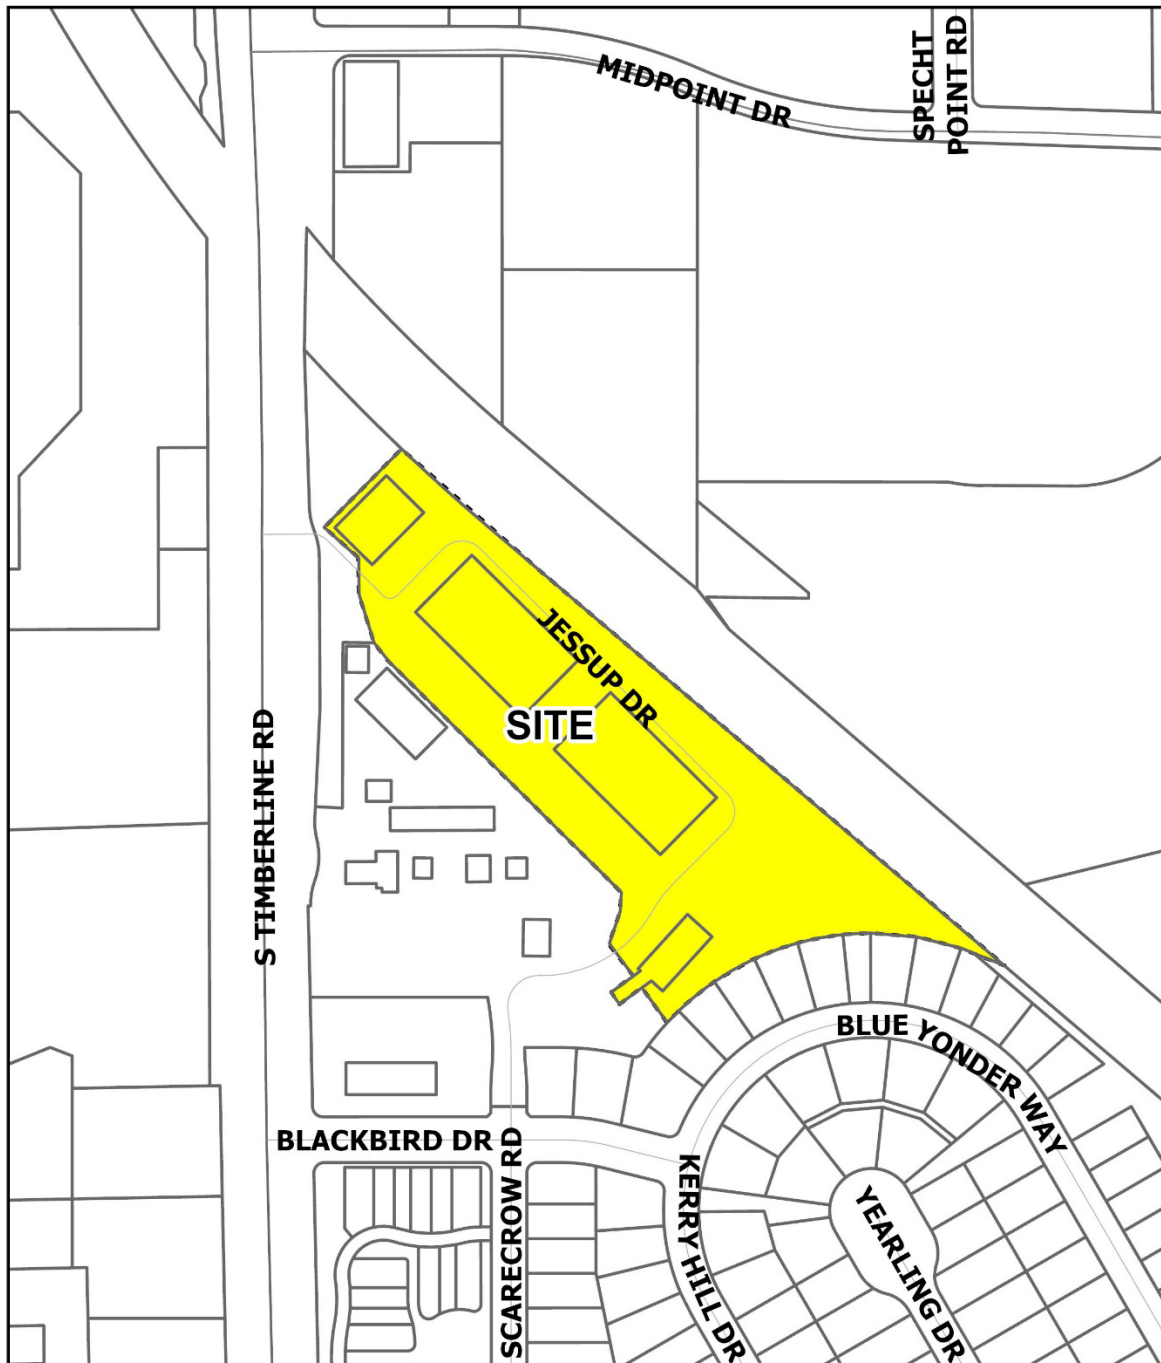 MIDPOINT DR
SPECHT
POINT RD
JESSUP DR
SITE
S TIMBERLINE RD
BLUE YONDER WAY
BLACKBIRD DR
SCARECROW RD
KERRY HILL DR
YEARLING DR